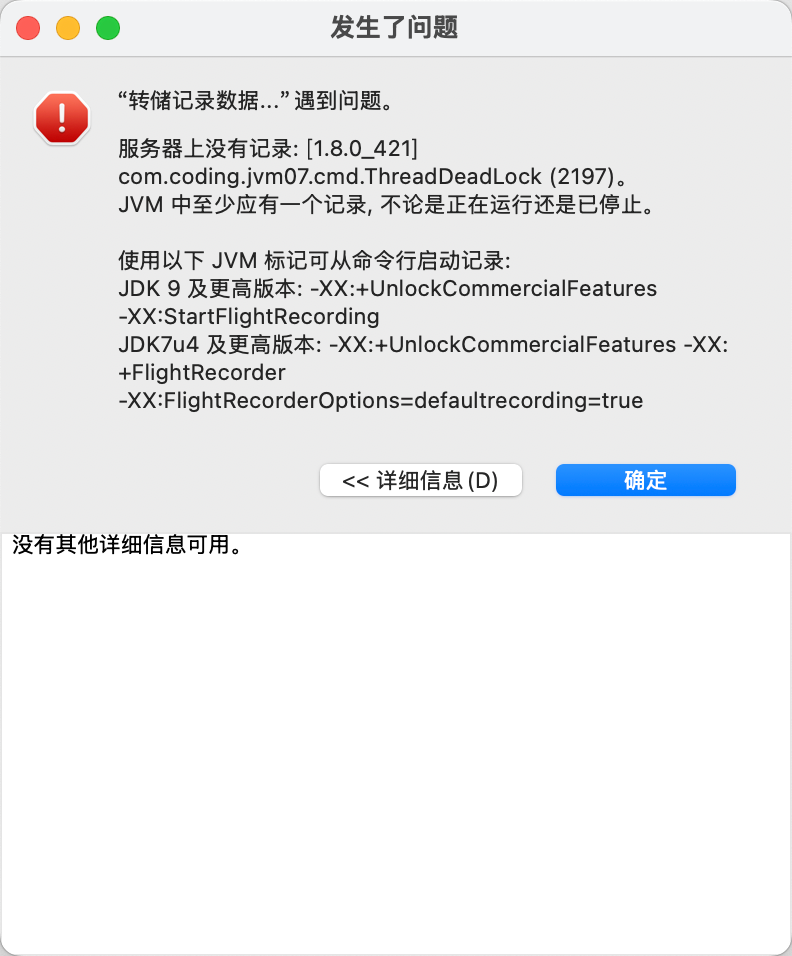 发生了问题
“转储记录数据...” 遇到问题。
服务器上没有记录: [1.8.0_421]
com.coding.jvm07.cmd.ThreadDeadLock (2197)。
JVM 中至少应有一个记录, 不论是正在运行还是已停止。
使用以下 JVM 标记可从命令行启动记录:
JDK 9 及更高版本: -XX:+UnlockCommercialFeatures
-XX:StartFlightRecording
JDK7u4 及更高版本: -XX:+UnlockCommercialFeatures -XX:
+FlightRecorder
-XX:FlightRecorderOptions=defaultrecording=true
<< 详细信息(D)
确定
没有其他详细信息可用。